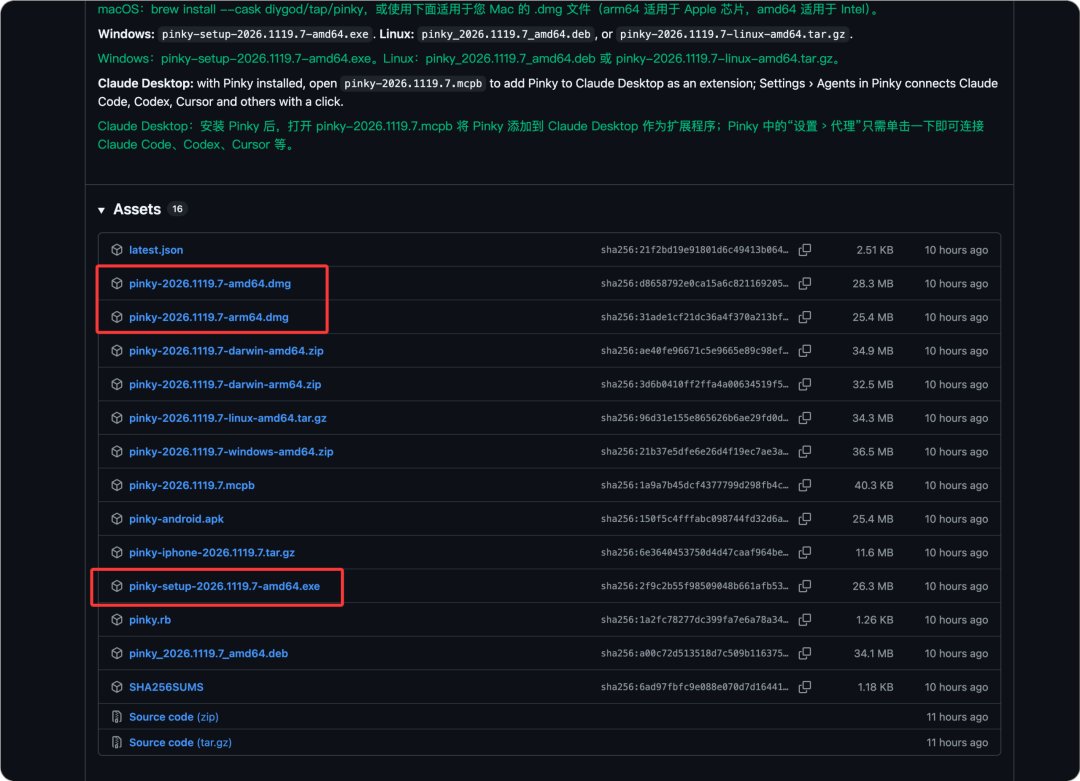 macOS：brew install --cask diygod/tap/pinky，或使用下面适用于您 Mac 的 .dmg 文件（arm64 适用于 Apple 芯片，amd64 适用于 Intel）。
Windows: pinky-setup-2026.1119.7-amd64.exe. Linux: pinky_2026.1119.7_amd64.deb, or pinky-2026.1119.7-linux-amd64.tar.gz.
Windows：pinky-setup-2026.1119.7-amd64.exe。Linux：pinky_2026.1119.7_amd64.deb 或 pinky-2026.1119.7-linux-amd64.tar.gz。
Claude Desktop: with Pinky installed, open pinky-2026.1119.7.mcpb to add Pinky to Claude Desktop as an extension; Settings › Agents in Pinky connects Claude
Code, Codex, Cursor and others with a click.
Claude Desktop：安装 Pinky 后，打开 pinky-2026.1119.7.mcpb 将 Pinky 添加到 Claude Desktop 作为扩展程序；Pinky 中的“设置 › 代理”只需单击一下即可连接
Claude Code、Codex、Cursor 等。
Assets 16
latest.json sha256:21f2bd19e91801d6c49413b064… 2.51 KB 10 hours ago
pinky-2026.1119.7-amd64.dmg sha256:d8658792e0ca15a6c821169205… 28.3 MB 10 hours ago
pinky-2026.1119.7-arm64.dmg sha256:31ade1cf21dc36a4f370a213bf… 25.4 MB 10 hours ago
pinky-2026.1119.7-darwin-amd64.zip sha256:ae40fe96671c5e9665e89c98ef… 34.9 MB 10 hours ago
pinky-2026.1119.7-darwin-arm64.zip sha256:3d6b0410ff2ffa4a00634519f5… 32.5 MB 10 hours ago
pinky-2026.1119.7-linux-amd64.tar.gz sha256:96d31e155e865626b6ae29fd0d… 34.3 MB 10 hours ago
pinky-2026.1119.7-windows-amd64.zip sha256:21b37e5dfe6e26d4f19ec7ae3a… 36.5 MB 10 hours ago
pinky-2026.1119.7.mcpb sha256:1a9a7b45dcf4377799d298fb4c… 40.3 KB 10 hours ago
pinky-android.apk sha256:150f5c4fffabc098744fd32d6a… 25.4 MB 10 hours ago
pinky-iphone-2026.1119.7.tar.gz sha256:6e3640453750d4d47caaf964be… 11.6 MB 10 hours ago
pinky-setup-2026.1119.7-amd64.exe sha256:2f9c2b55f98509048b661afb53… 26.3 MB 10 hours ago
pinky.rb sha256:1a2fc78277dc399fa7e6a78a34… 1.26 KB 10 hours ago
pinky_2026.1119.7_amd64.deb sha256:a00c72d513518d7c509b116375… 34.1 MB 10 hours ago
SHA256SUMS sha256:6ad97fbfc9e088e070d7d16441… 1.18 KB 10 hours ago
Source code (zip) 11 hours ago
Source code (tar.gz) 11 hours ago